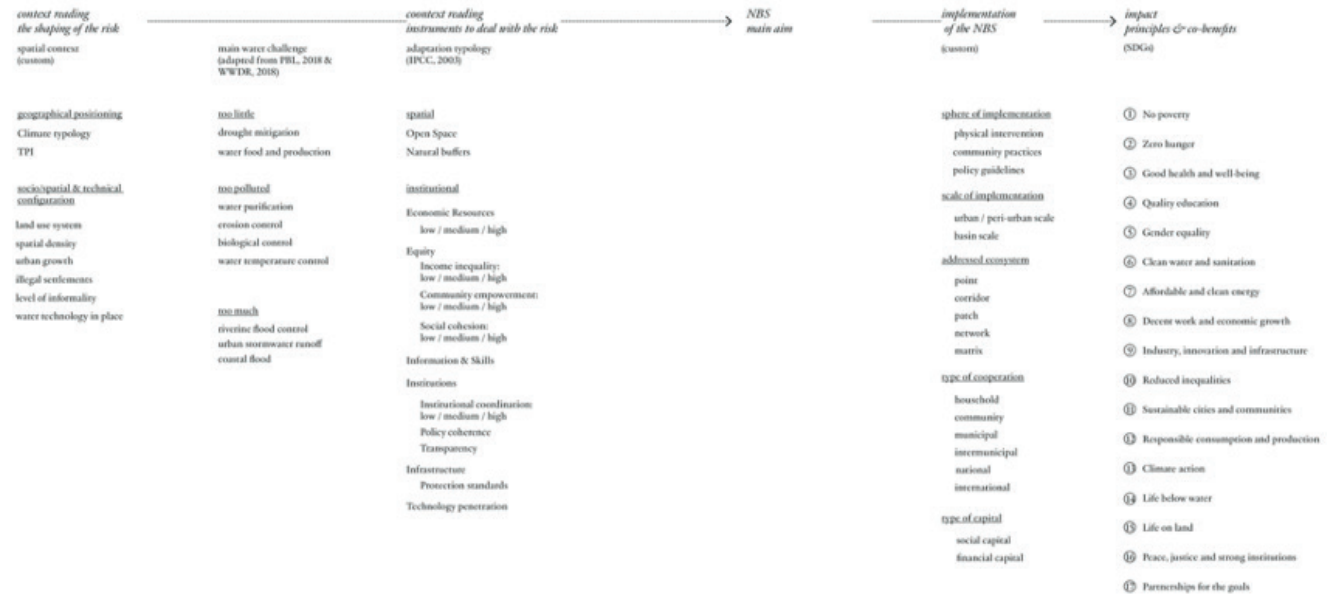 context reading
the shaping of the risk
spatial context
(custom)
geographical positioning
Climate typology
TPI
socio/spatial & technical
configuration
land use system
spatial density
urban growth
illegal settlements
level of informality
water technology in place
main water challenge
(adapted from PBL, 2018 &
WWDR, 2018)
too little
drought mitigation
water food and production
too polluted
water purification
erosion control
biological control
water temperature control
too much
riverine flood control
urban stormwater runoff
coastal flood
coontext reading
instruments to deal with the risk
adaptation typology
(IPCC, 2003)
spatial
Open Space
Natural buffers
institutional
Economic Resources
low / medium / high
Equity
Income inequality:
low / medium / high
Community empowerment:
low / medium / high
Social cohesion:
low / medium / high
Information & Skills
Institutions
Institutional coordination:
low / medium / high
Policy coherence
Transparency
Infrastructure
Protection standards
Technology penetration
NBS
main aim
implementation
of the NBS
(custom)
sphere of implementation
physical intervention
community practices
policy guidelines
scale of implementation
urban / peri-urban scale
basin scale
addressed ecosystem
point
corridor
patch
network
matrix
type of cooperation
household
community
municipal
intermunicipal
national
international
type of capital
social capital
financial capital
impact
principles & co-benefits
(SDGs)
1 No poverty
2 Zero hunger
3 Good health and well-being
4 Quality education
5 Gender equality
6 Clean water and sanitation
7 Affordable and clean energy
8 Decent work and economic growth
9 Industry, innovation and infrastructure
10 Reduced inequalities
11 Sustainable cities and communities
12 Responsible consumption and production
13 Climate action
14 Life below water
15 Life on land
16 Peace, justice and strong institutions
17 Partnerships for the goals